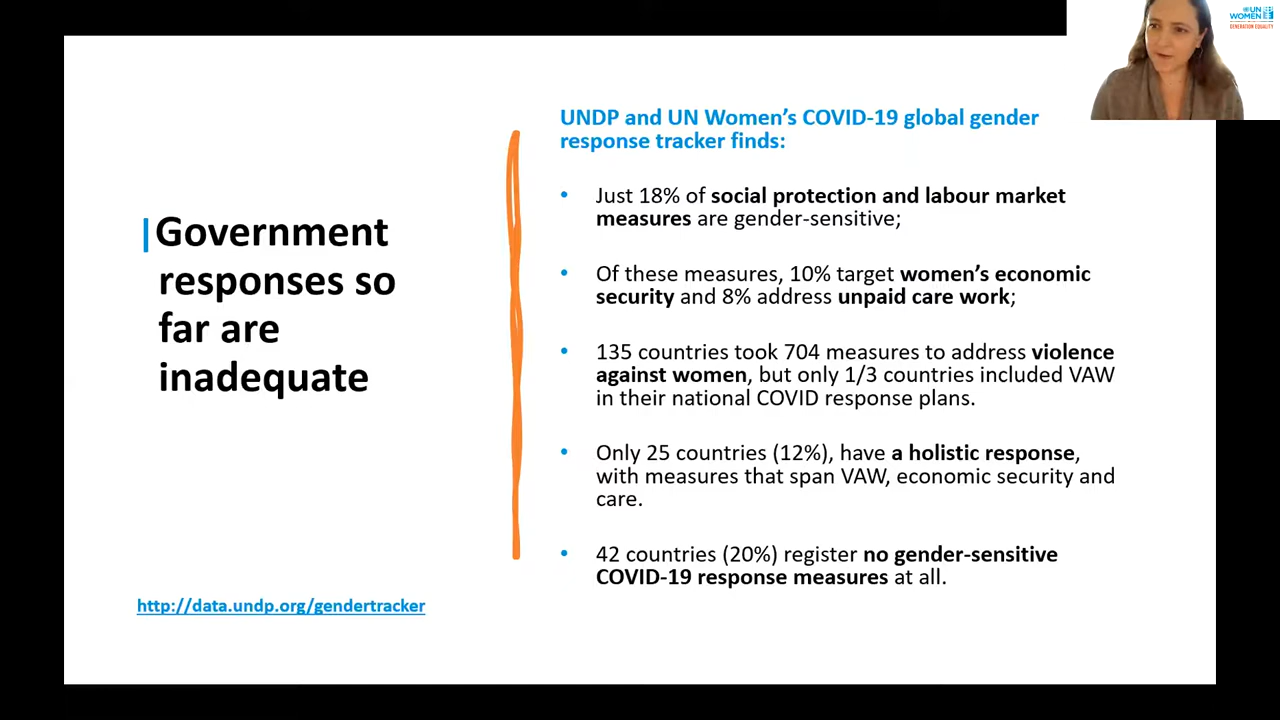 UN
WOMEN
GENERATION EQUALITY
Government
responses so
far are
inadequate
http://data.undp.org/gendertracker
UNDP and UN Women’s COVID-19 global gender
response tracker finds:
• Just 18% of social protection and labour market
measures are gender-sensitive;
• Of these measures, 10% target women’s economic
security and 8% address unpaid care work;
• 135 countries took 704 measures to address violence
against women, but only 1/3 countries included VAW
in their national COVID response plans.
• Only 25 countries (12%), have a holistic response,
with measures that span VAW, economic security and
care.
• 42 countries (20%) register no gender-sensitive
COVID-19 response measures at all.